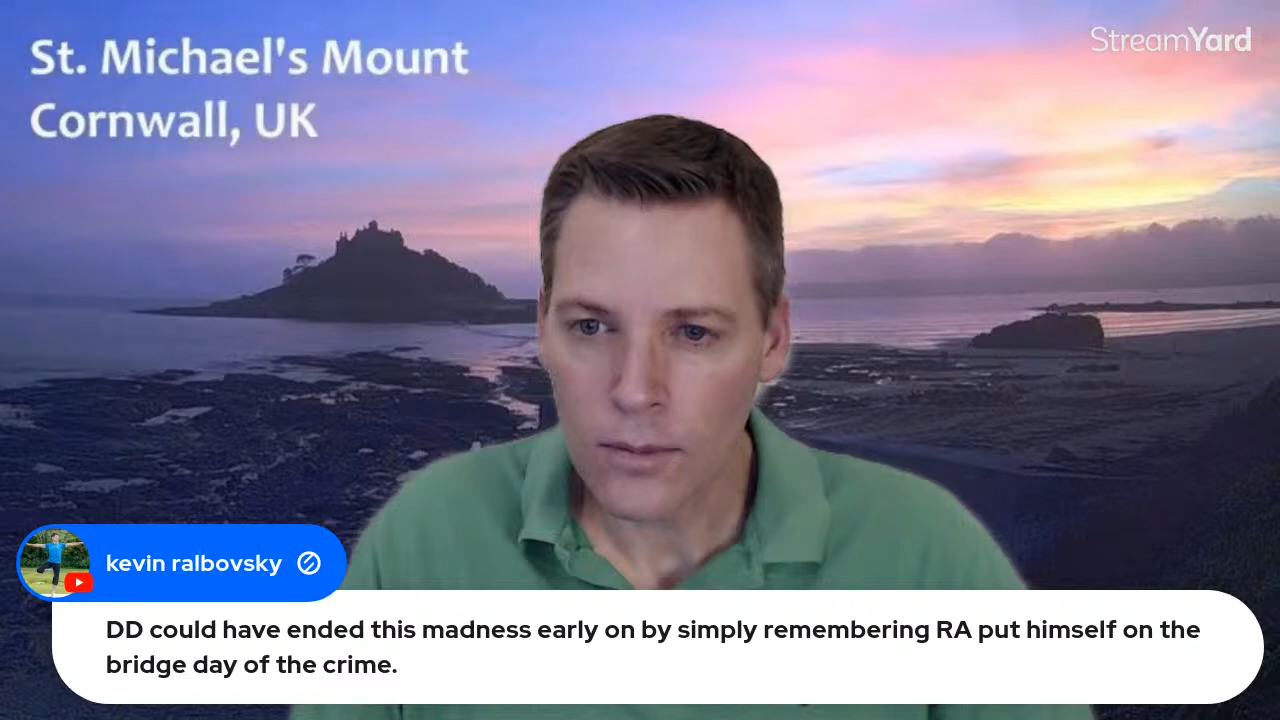 St. Michael's Mount
Cornwall, UK
StreamYard
kevin ralbovsky
DD could have ended this madness early on by simply remembering RA put himself on the
bridge day of the crime.